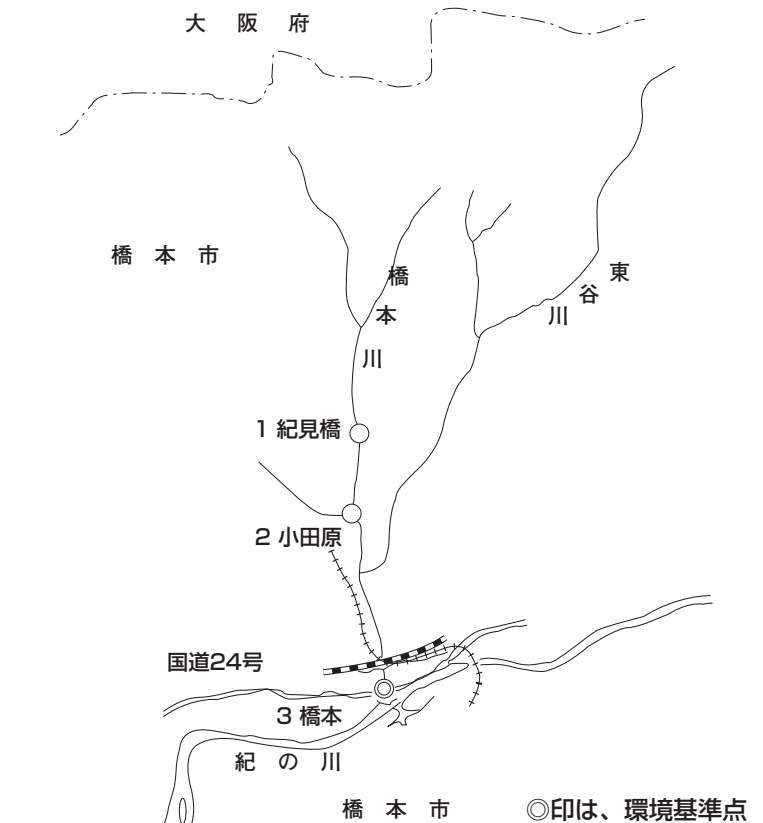 大阪府
橋本市
橋本川
東谷川
1 紀見橋
2 小田原
国道24号
3 橋本
紀の川
橋本市
◎印は、環境基準点